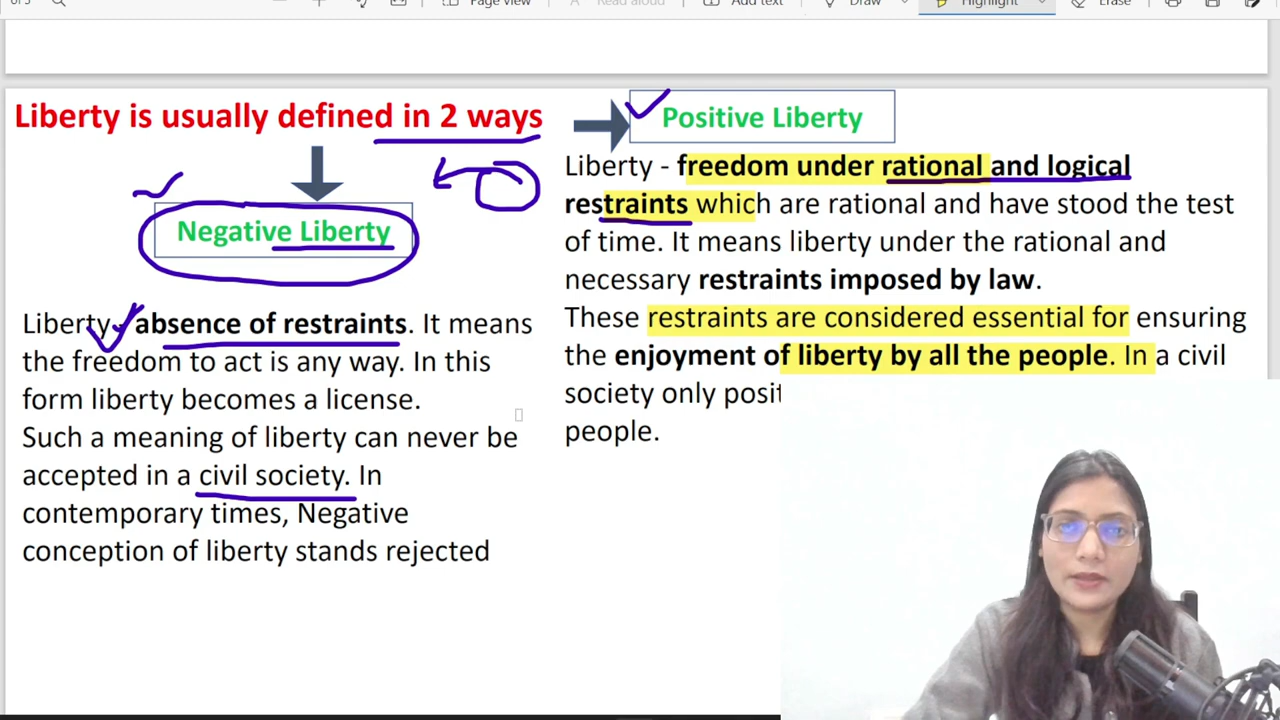 Page view
Read aloud
Add text
Draw
Highlight
Erase
Liberty is usually defined in 2 ways
Negative Liberty
Liberty - absence of restraints. It means
the freedom to act is any way. In this
form liberty becomes a license.
Such a meaning of liberty can never be
accepted in a civil society. In
contemporary times, Negative
conception of liberty stands rejected
Positive Liberty
Liberty - freedom under rational and logical
restraints which are rational and have stood the test
of time. It means liberty under the rational and
necessary restraints imposed by law.
These restraints are considered essential for ensuring
the enjoyment of liberty by all the people. In a civil
society only
people.